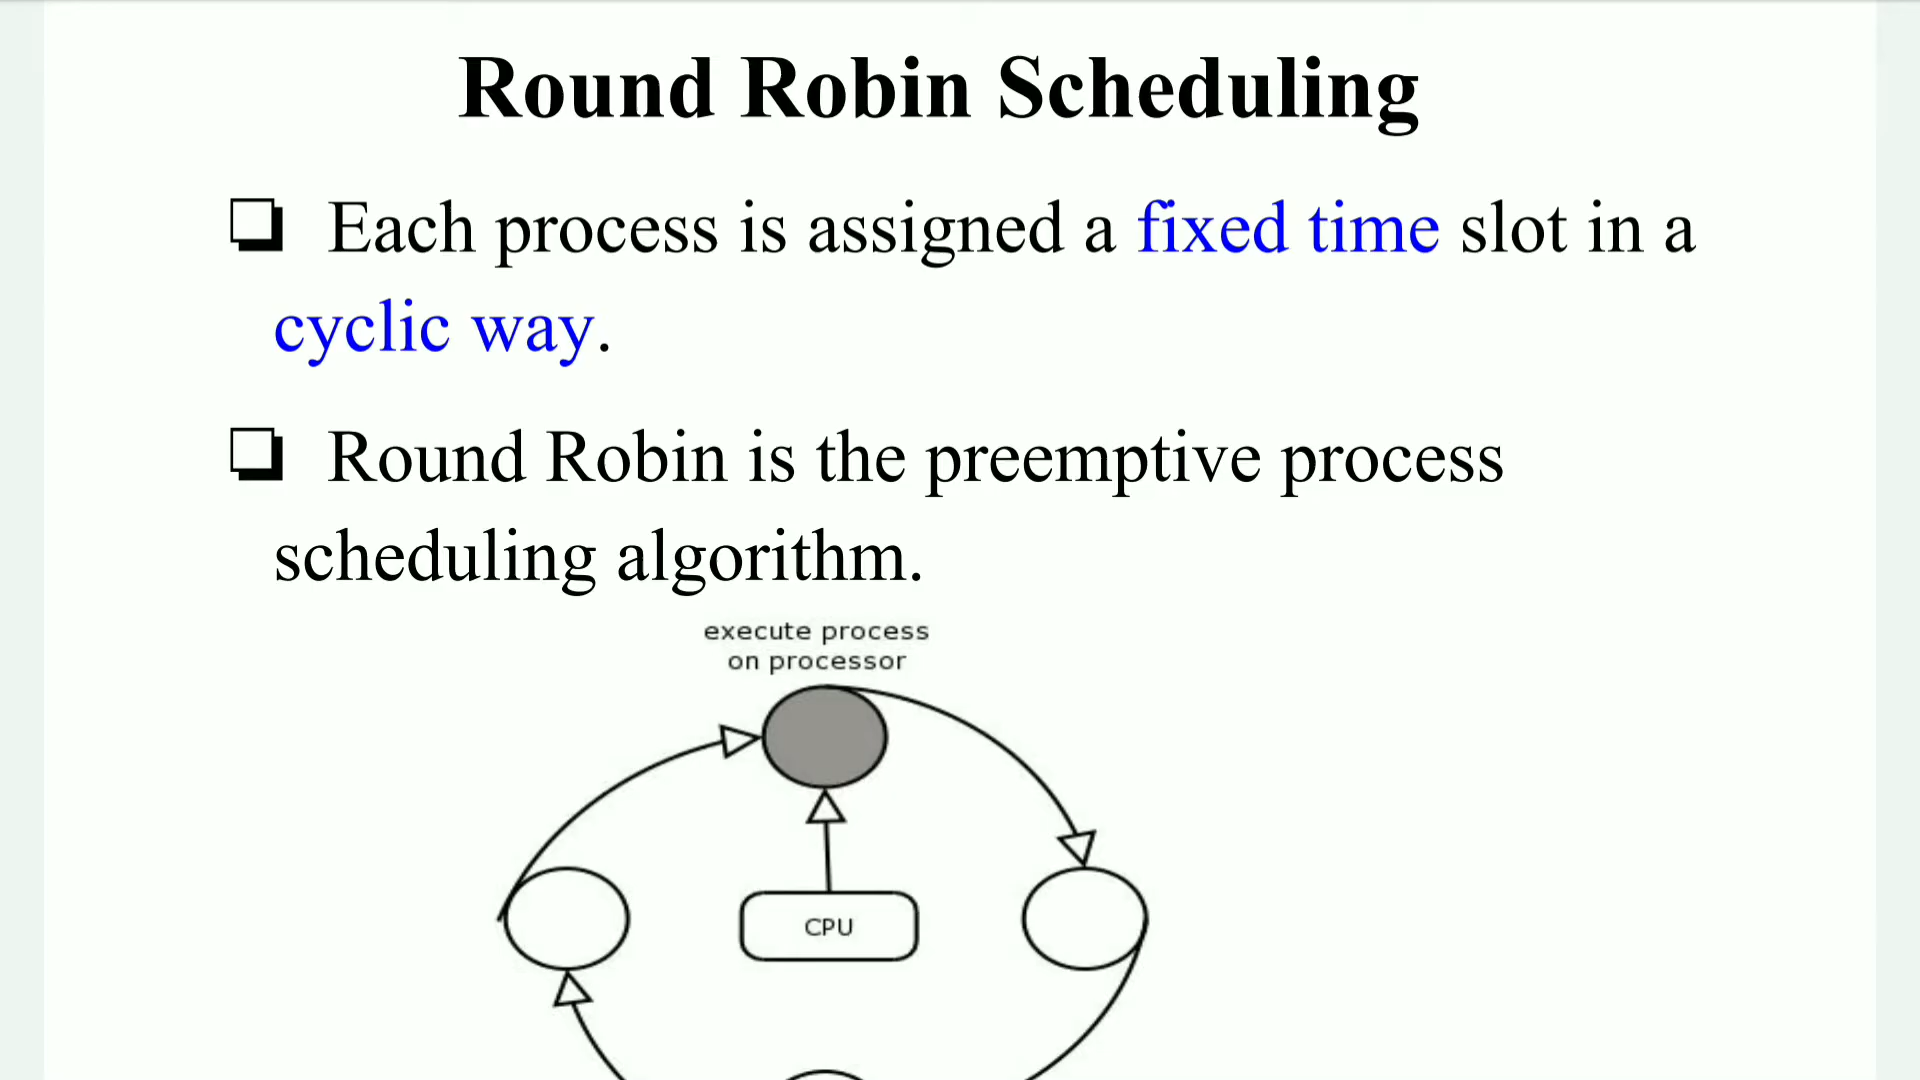 Round Robin Scheduling
❑ Each process is assigned a fixed time slot in a
cyclic way.
❑ Round Robin is the preemptive process
scheduling algorithm.
execute process
on processor
CPU